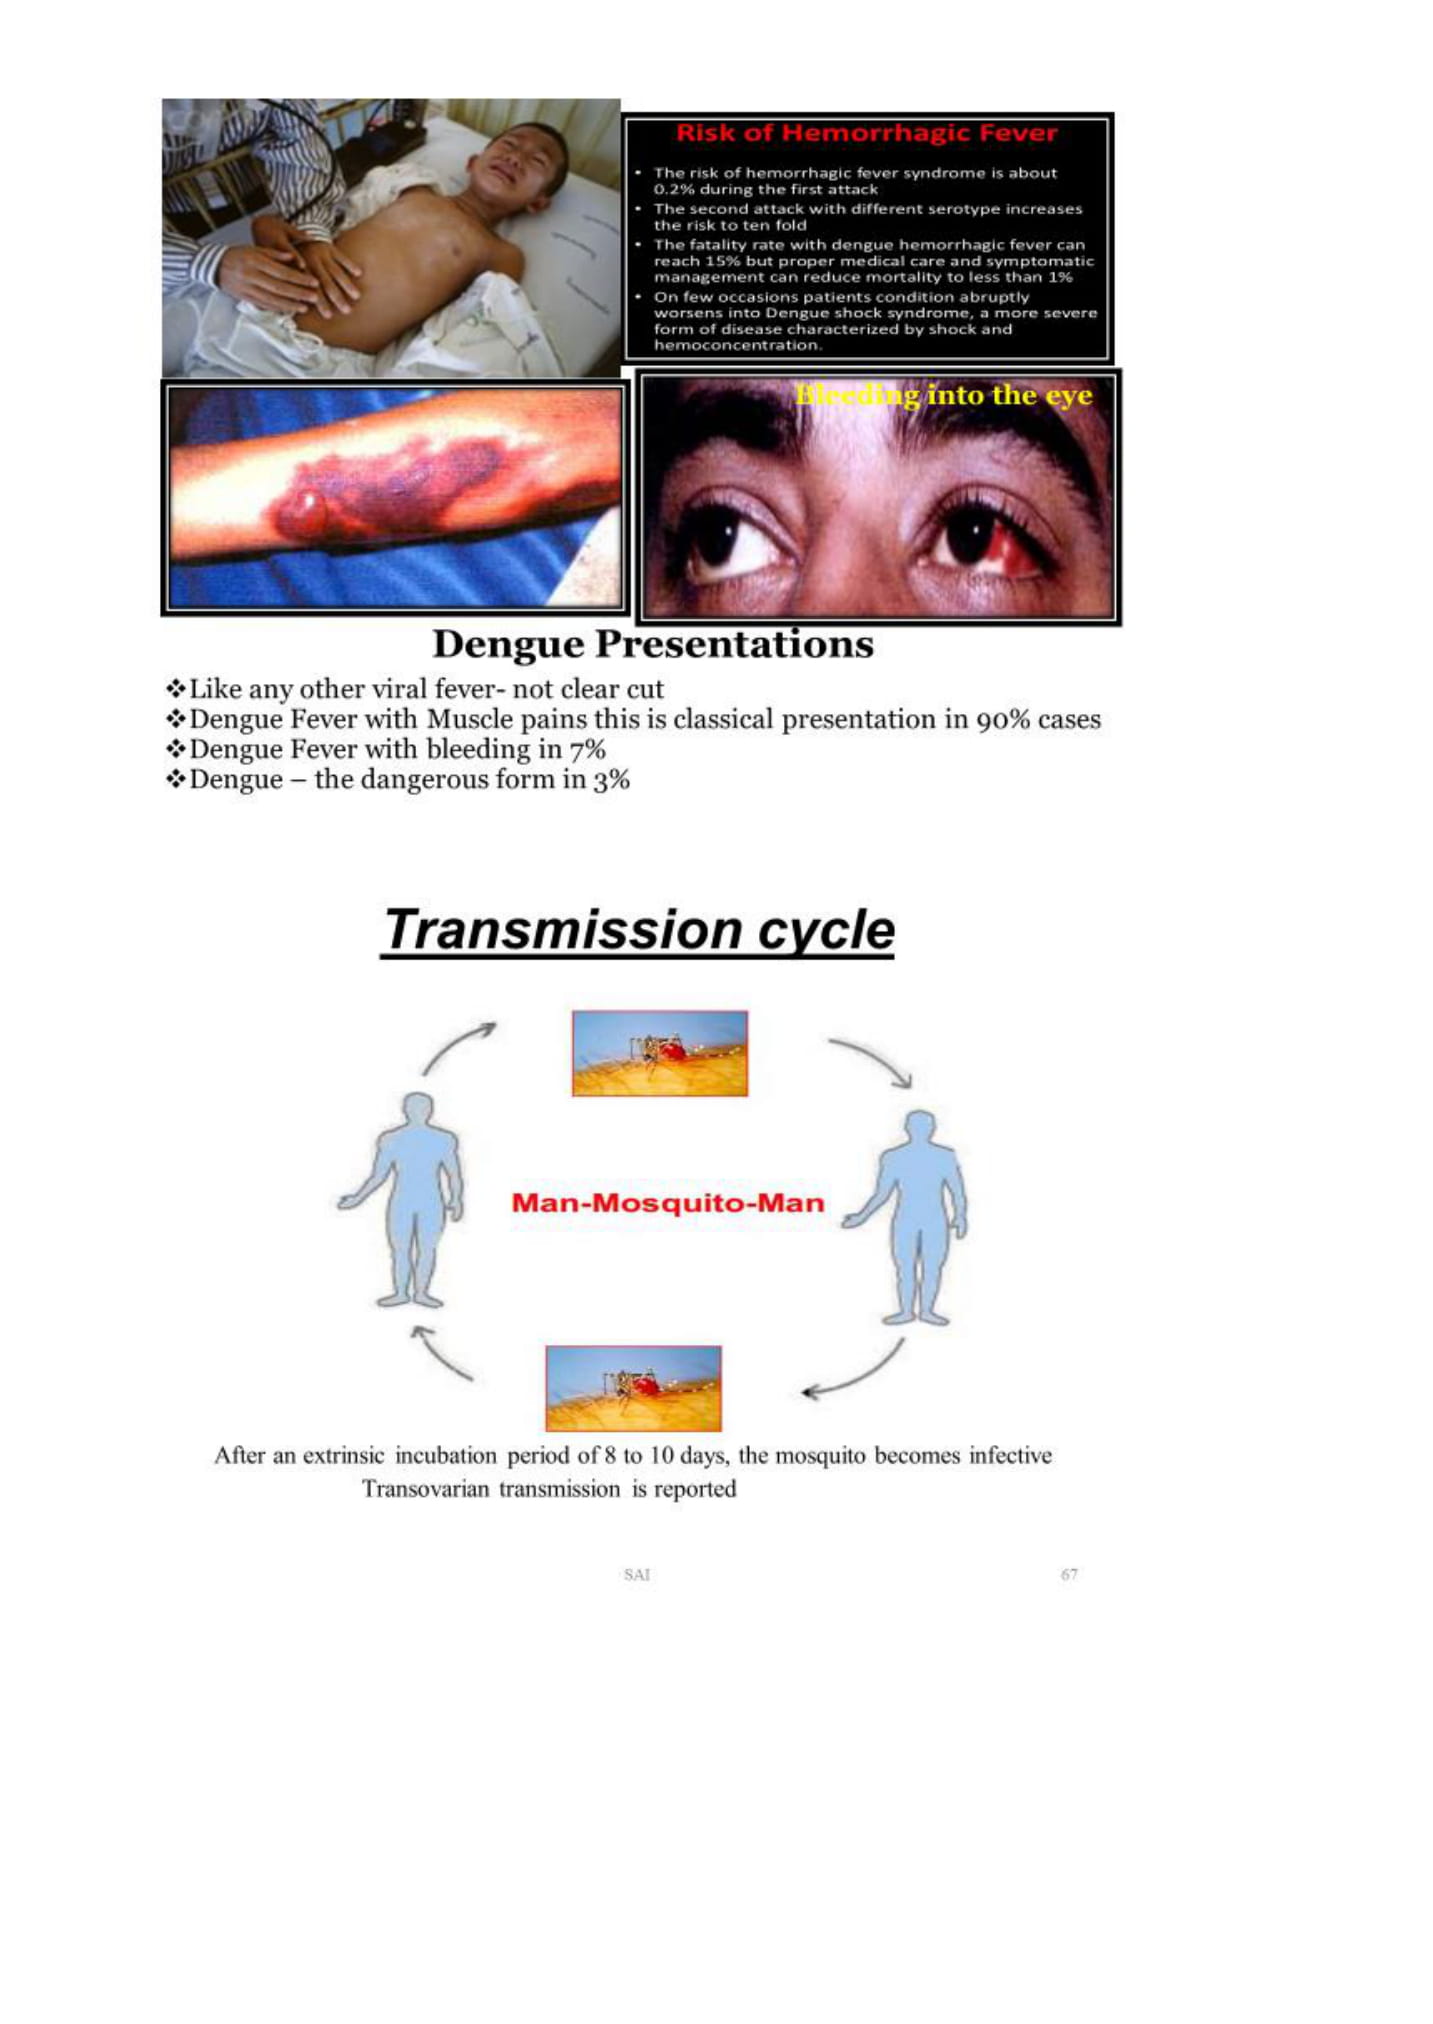 Risk of Hemorrhagic Fever
• The risk of hemorrhagic fever syndrome is about
0.2% during the first attack
• The second attack with different serotype increases
the risk to ten fold
• The fatality rate with dengue hemorrhagic fever can
reach 15% but proper medical care and symptomatic
management can reduce mortality to less than 1%
• On few occasions patients condition abruptly
worsens into Dengue shock syndrome, a more severe
form of disease characterized by shock and
hemoconcentration.
Bleeding into the eye
Dengue Presentations
❖Like any other viral fever- not clear cut
❖Dengue Fever with Muscle pains this is classical presentation in 90% cases
❖Dengue Fever with bleeding in 7%
❖Dengue – the dangerous form in 3%
Transmission cycle
Man-Mosquito-Man
After an extrinsic incubation period of 8 to 10 days, the mosquito becomes infective
Transovarian transmission is reported
SAI
67